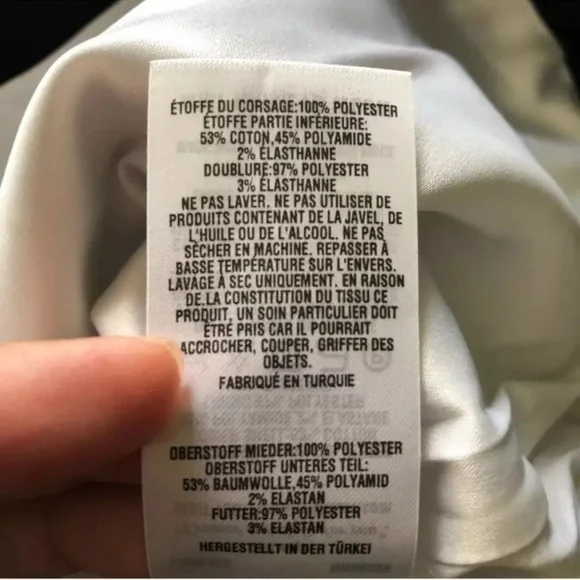 ÉTOFFE DU CORSAGE:100% POLYESTER
ÉTOFFE PARTIE INFÉRIEURE:
53% COTON,45% POLYAMIDE
2% ÉLASTHANNE
DOUBLURE:97% POLYESTER
3% ÉLASTHANNE
NE PAS LAVER. NE PAS UTILISER DE
PRODUITS CONTENANT DE LA JAVEL, DE
L'HUILE OU DE L'ALCOOL. NE PAS
SÉCHER EN MACHINE. REPASSER À
BASSE TEMPÉRATURE SUR L'ENVERS.
LAVAGE À SEC UNIQUEMENT. EN RAISON
DE.LA CONSTITUTION DU TISSU CE
PRODUIT, UN SOIN PARTICULIER DOIT
ÊTRE PRIS CAR IL POURRAIT
ACCROCHER, COUPER, GRIFFER DES
OBJETS.
FABRIQUÉ EN TURQUIE
OBERSTOFF MIEDER:100% POLYESTER
OBERSTOFF UNTERES TEIL:
53% BAUMWOLLE,45% POLYAMID
2% ELASTAN
FUTTER:97% POLYESTER
3% ELASTAN
HERGESTELLT IN DER TÜRKEI